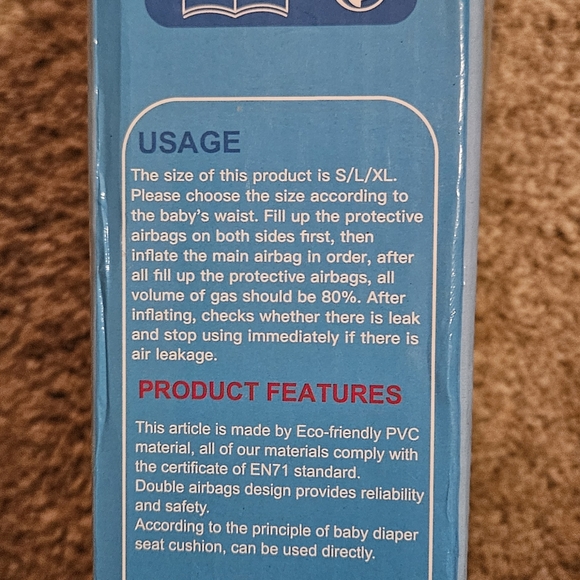 USAGE
The size of this product is S/L/XL.
Please choose the size according to
the baby's waist. Fill up the protective
airbags on both sides first, then
inflate the main airbag in order, after
all fill up the protective airbags, all
volume of gas should be 80%. After
inflating, checks whether there is leak
and stop using immediately if there is
air leakage.
PRODUCT FEATURES
This article is made by Eco-friendly PVC
material, all of our materials comply with
the certificate of EN71 standard.
Double airbags design provides reliability
and safety.
According to the principle of baby diaper
seat cushion, can be used directly.